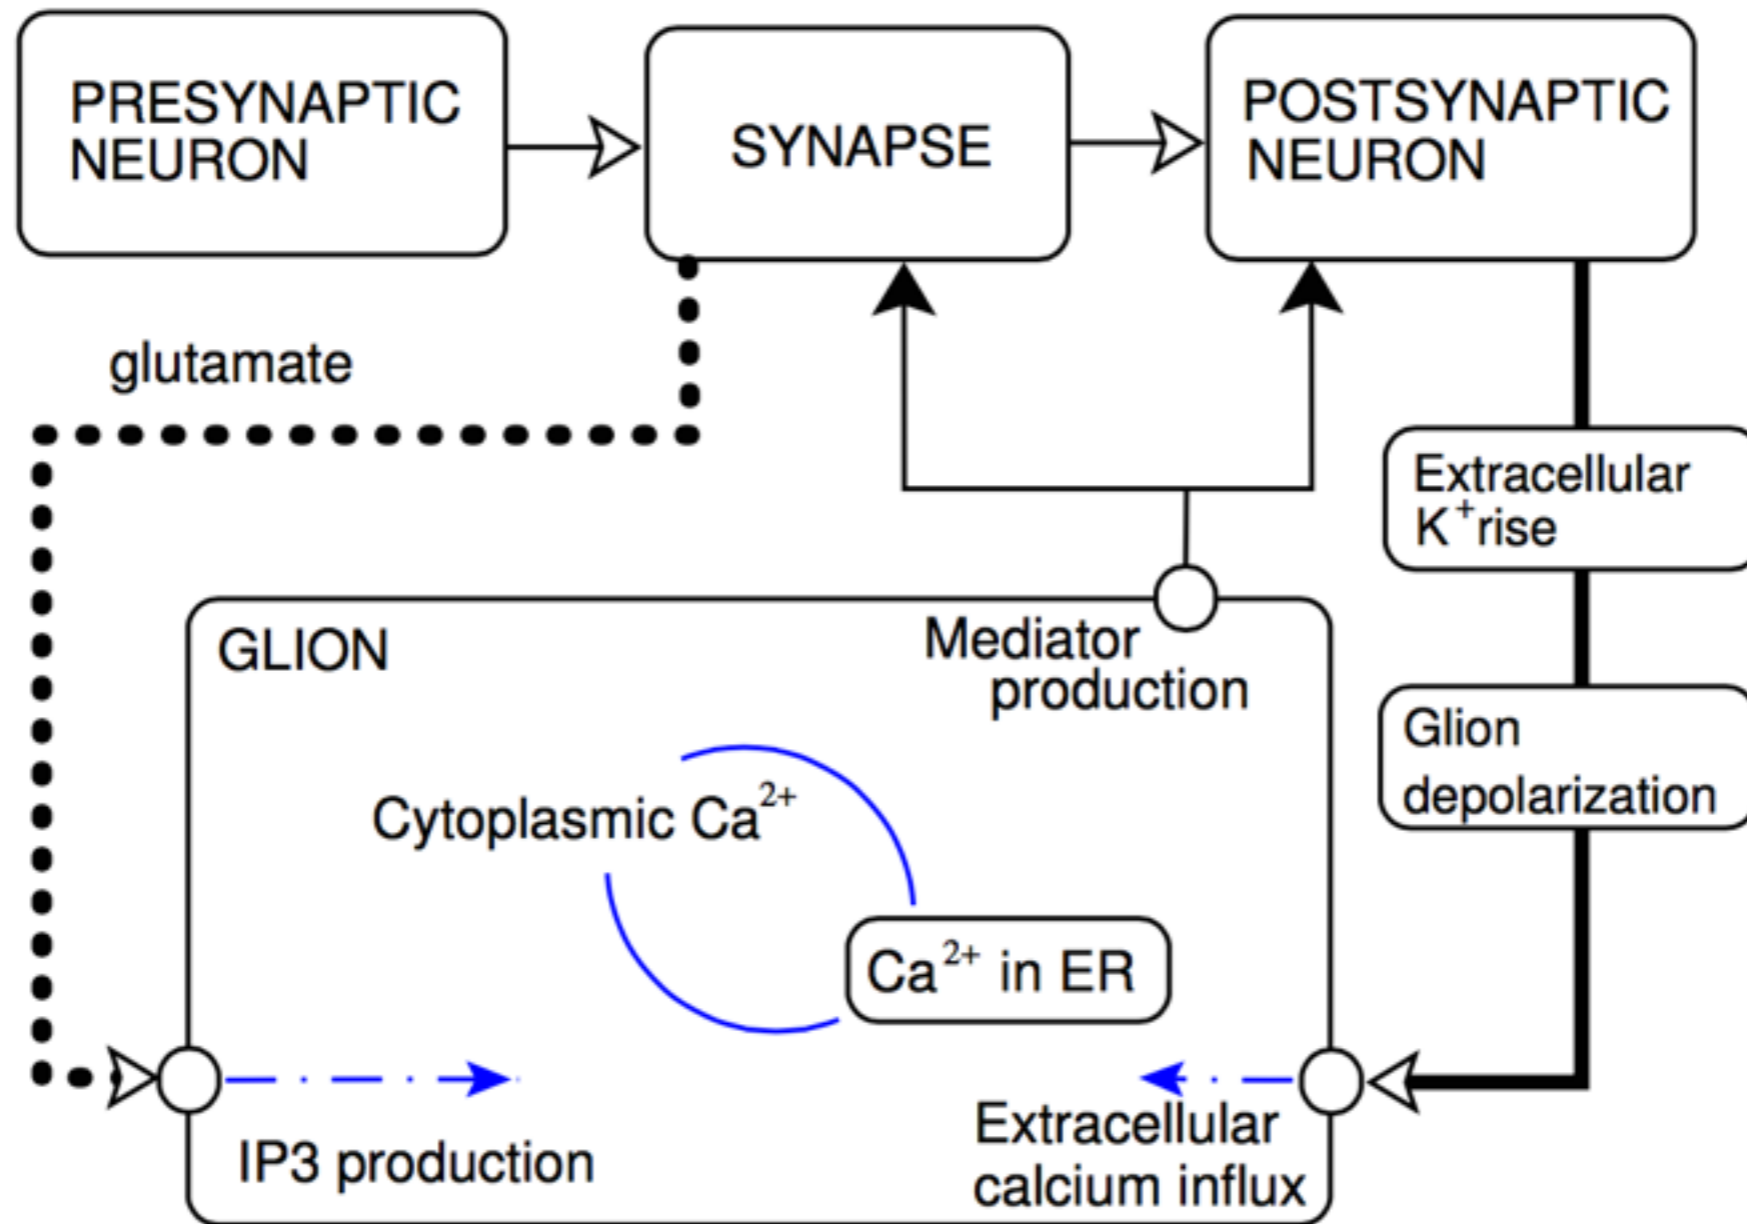 PRESYNAPTIC
NEURON
SYNAPSE
POSTSYNAPTIC
NEURON
glutamate
Extracellular
K⁺rise
Glion
depolarization
GLION
Mediator
production
Cytoplasmic Ca²⁺
Ca²⁺ in ER
IP3 production
Extracellular
calcium influx